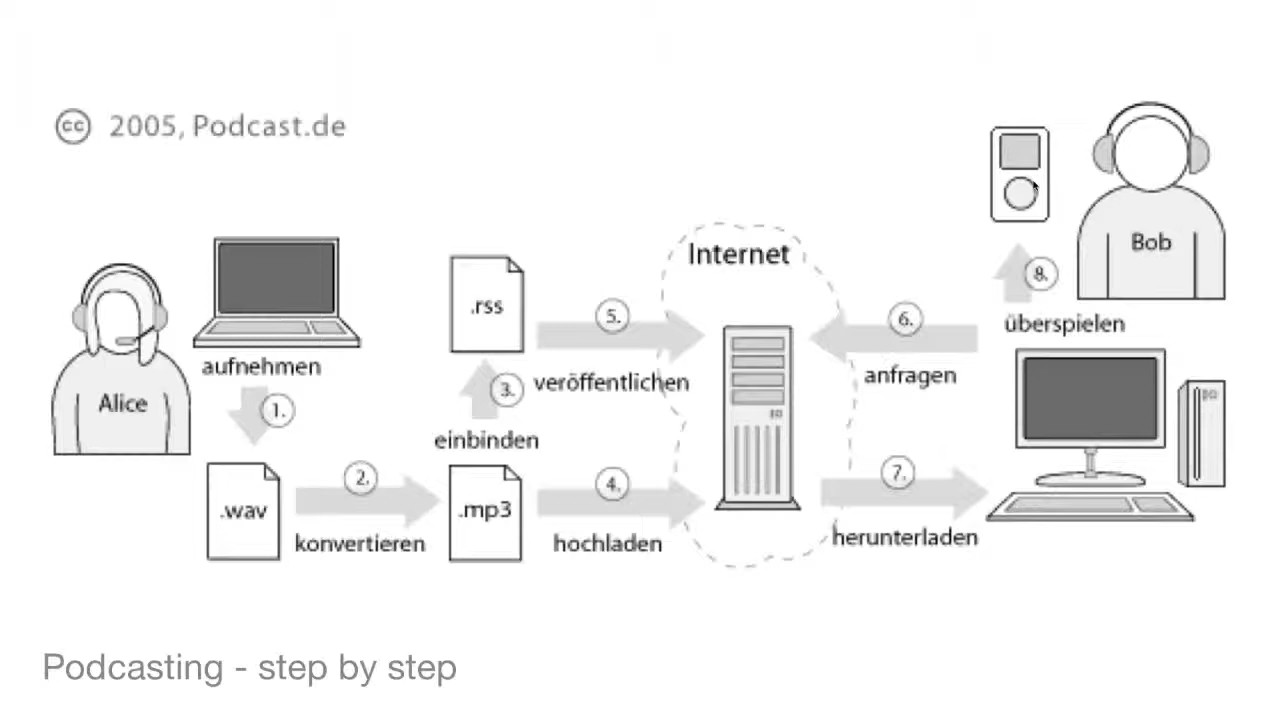 cc 2005, Podcast.de
Alice
aufnehmen
1.
.wav
2.
konvertieren
.mp3
3.
einbinden
.rss
4.
hochladen
5.
veröffentlichen
Internet
6.
anfragen
7.
herunterladen
8.
überspielen
Bob
Podcasting - step by step